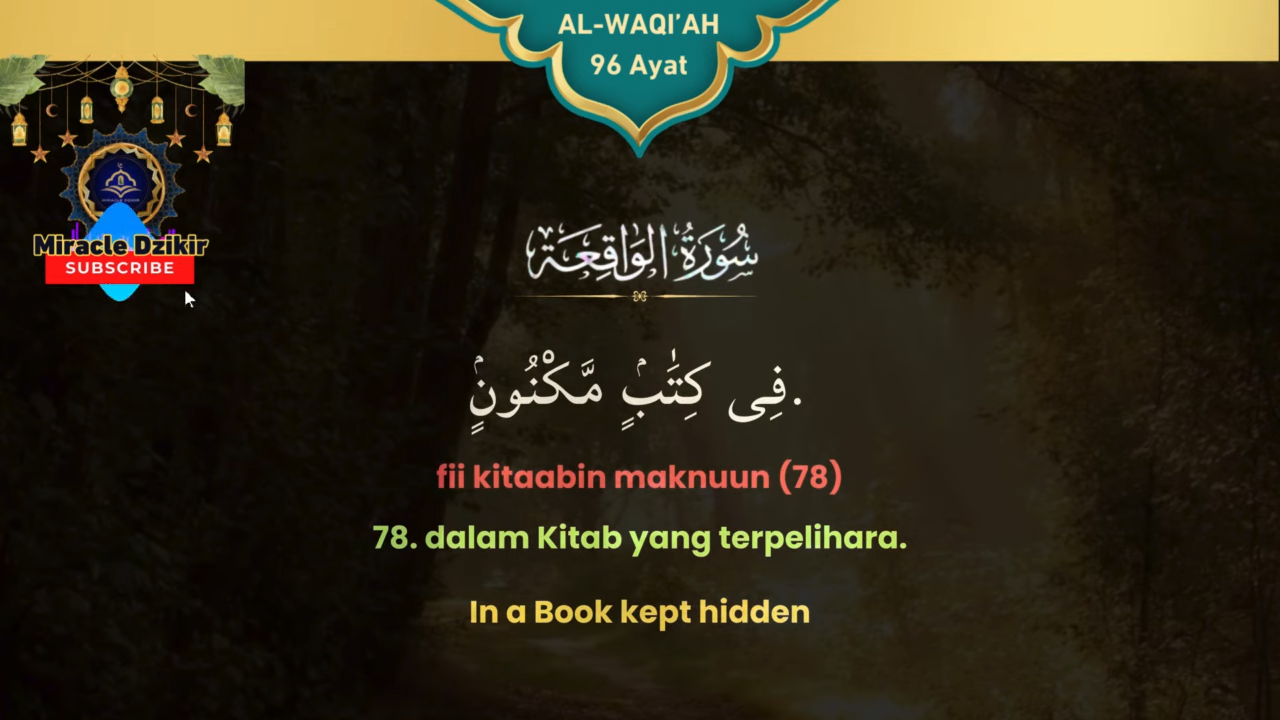 AL-WAQI’AH
96 Ayat
Miracle Dzikir
SUBSCRIBE
سُورَةُ الوَاقِعَة
فِى كِتَٰبٍۢ مَّكْنُونٍۢ.
fii kitaabin maknuun (78)
78. dalam Kitab yang terpelihara.
In a Book kept hidden